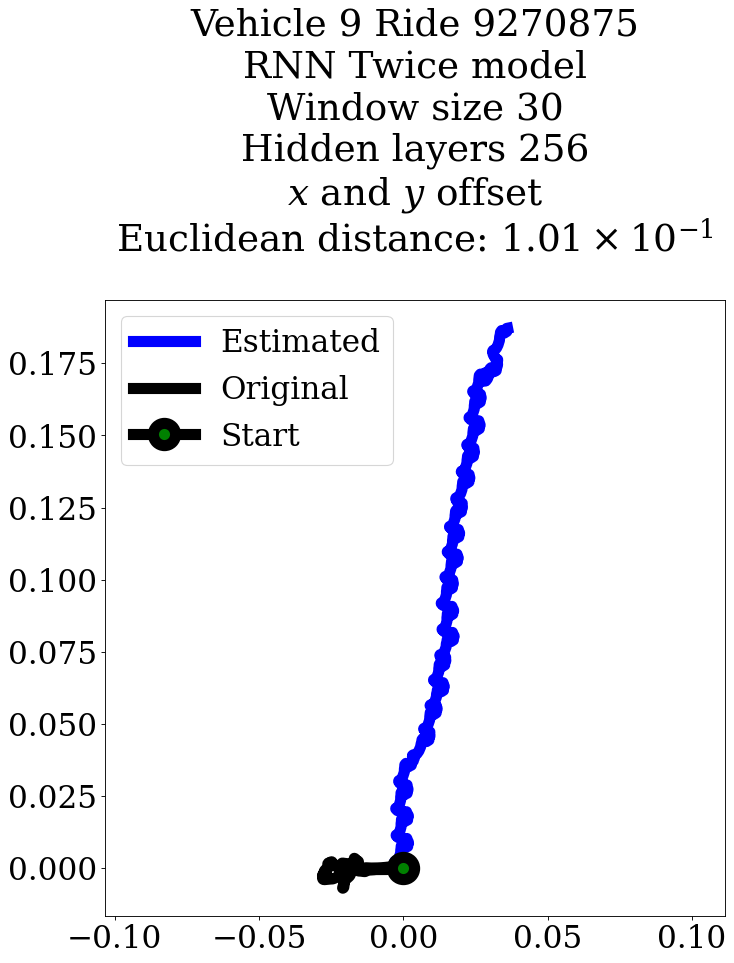 Vehicle 9 Ride 9270875
RNN Twice model
Window size 30
Hidden layers 256
x and y offset
Euclidean distance: 1.01 × 10⁻¹
Estimated
Original
Start
0.175
0.150
0.125
0.100
0.075
0.050
0.025
0.000
−0.10 −0.05 0.00 0.05 0.10